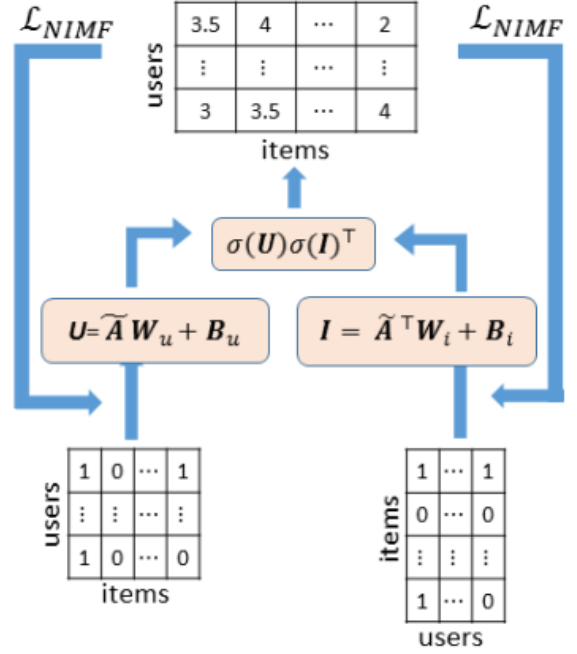 ℒ_NIMF
ℒ_NIMF
users
3.5 4 ⋯ 2
⋮ ⋮ ⋯ ⋮
3 3.5 ⋯ 4
items
σ(U)σ(I)^⊤
U=Ã W_u + B_u
I = Ã^⊤W_i + B_i
users
1 0 ⋯ 1
⋮ ⋮ ⋯ ⋮
1 0 ⋯ 0
items
items
1 ⋯ 1
0 ⋯ 0
⋮ ⋮ ⋮
1 ⋯ 0
users